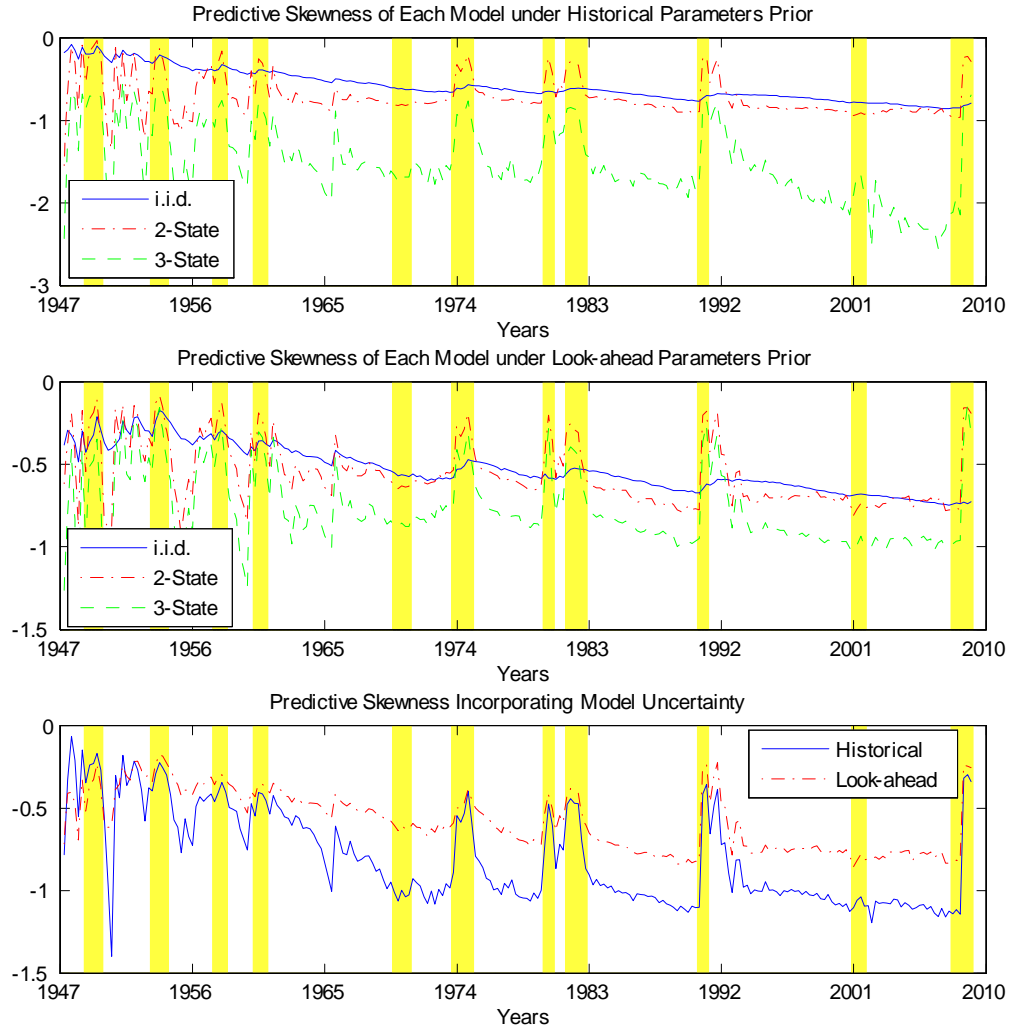 Predictive Skewness of Each Model under Historical Parameters Prior
0
-1
-2
-3
i.i.d.
2-State
3-State
1947 1956 1965 1974 1983 1992 2001 2010
Years
Predictive Skewness of Each Model under Look-ahead Parameters Prior
0
-0.5
-1
-1.5
i.i.d.
2-State
3-State
1947 1956 1965 1974 1983 1992 2001 2010
Years
Predictive Skewness Incorporating Model Uncertainty
0
-0.5
-1
-1.5
Historical
Look-ahead
1947 1956 1965 1974 1983 1992 2001 2010
Years